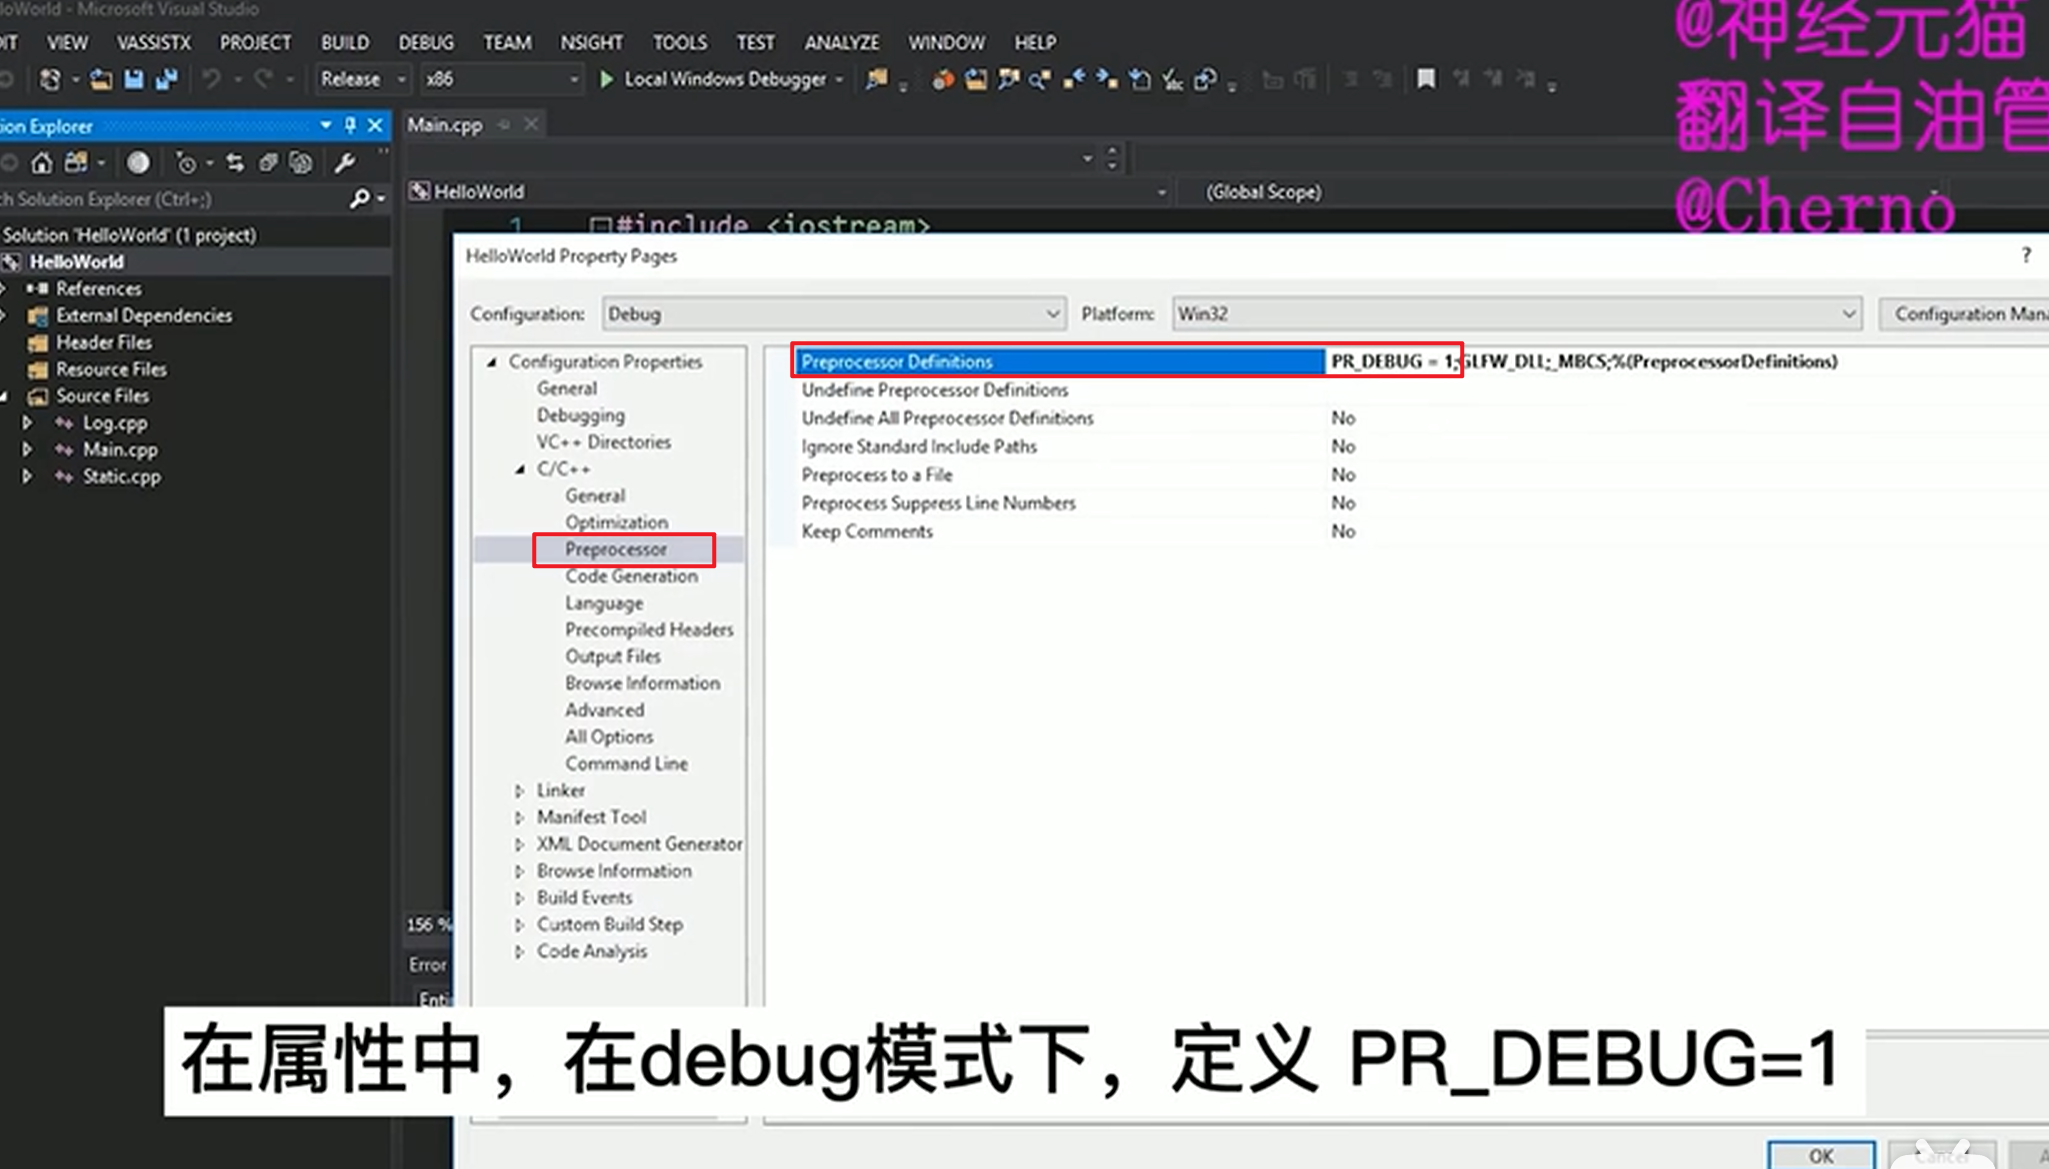 lloWorld - Microsoft Visual Studio
DIT VIEW VASSISTX PROJECT BUILD DEBUG TEAM NSIGHT TOOLS TEST ANALYZE WINDOW HELP
Release x86 Local Windows Debugger
@神经元猫
翻译自油管
@Cherno
ion Explorer
Main.cpp
ch Solution Explorer (Ctrl+;)
HelloWorld (Global Scope)
1 #include <iostream>
Solution 'HelloWorld' (1 project)
HelloWorld
References
External Dependencies
Header Files
Resource Files
Source Files
Log.cpp
Main.cpp
Static.cpp
HelloWorld Property Pages ?
Configuration: Debug Platform: Win32 Configuration Mana
Configuration Properties
General
Debugging
VC++ Directories
C/C++
General
Optimization
Preprocessor
Code Generation
Language
Precompiled Headers
Output Files
Browse Information
Advanced
All Options
Command Line
Linker
Manifest Tool
XML Document Generator
Browse Information
Build Events
Custom Build Step
Code Analysis
Preprocessor Definitions PR_DEBUG = 1;GLFW_DLL;_MBCS;%(PreprocessorDefinitions)
Undefine Preprocessor Definitions
Undefine All Preprocessor Definitions No
Ignore Standard Include Paths No
Preprocess to a File No
Preprocess Suppress Line Numbers No
Keep Comments No
156 %
Error
Enti
在属性中，在debug模式下，定义 PR_DEBUG=1
OK Cancel